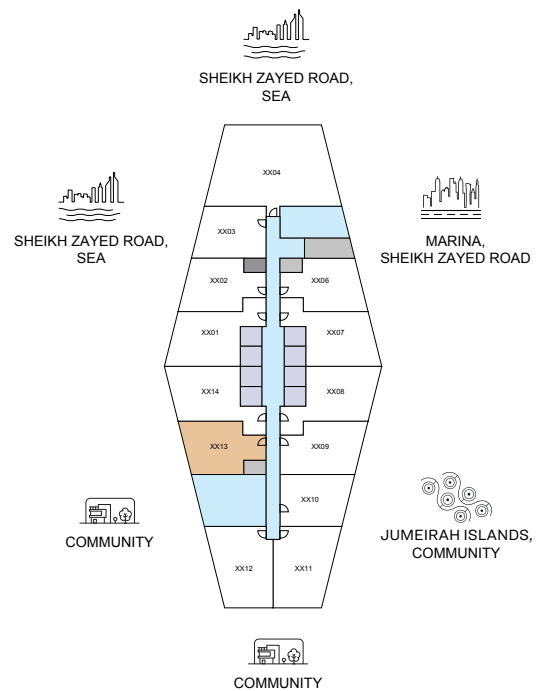 SHEIKH ZAYED ROAD,
SEA
XX04
SHEIKH ZAYED ROAD,
SEA
XX03
MARINA,
SHEIKH ZAYED ROAD
XX02
XX06
XX01
XX07
XX14
XX08
XX13
XX09
XX10
COMMUNITY
JUMEIRAH ISLANDS,
COMMUNITY
XX12
XX11
COMMUNITY